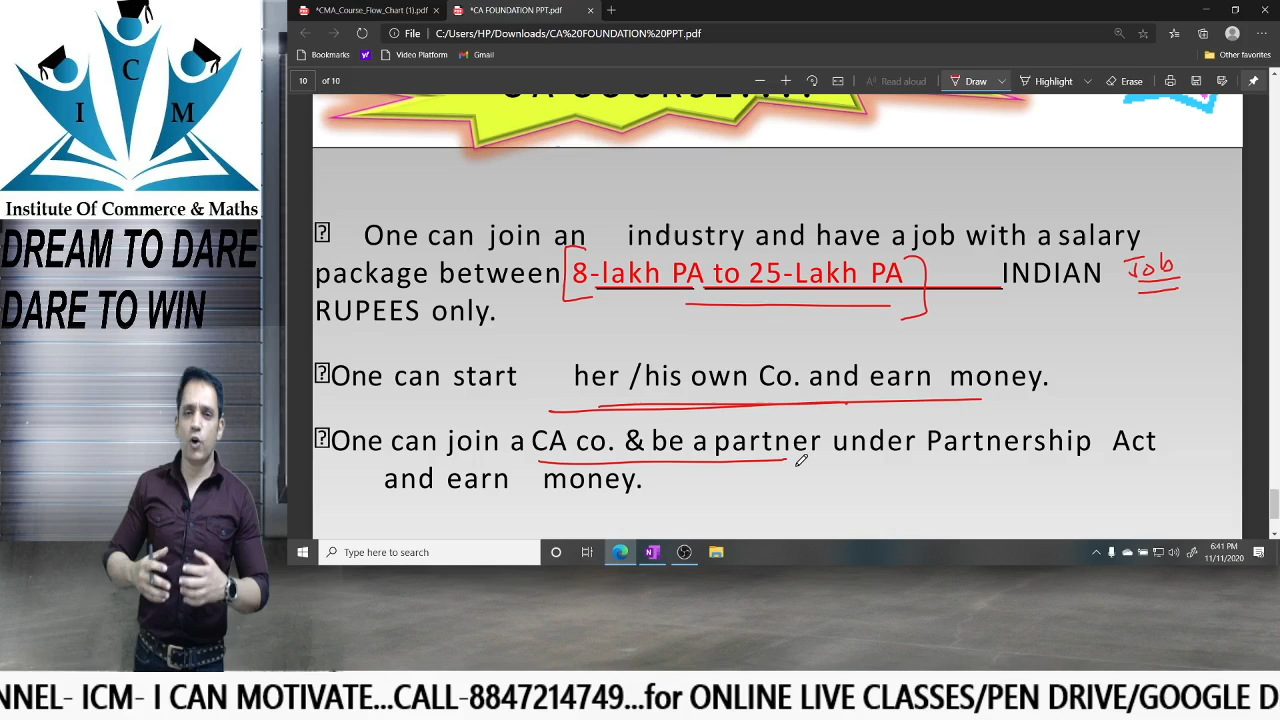 *CMA_Course_Flow_Chart (1).pdf
*CA FOUNDATION PPT.pdf
File C:/Users/HP/Downloads/CA%20FOUNDATION%20PPT.pdf
Bookmarks Video Platform Gmail Other favorites
10 of 10 Read aloud Draw Highlight Erase
CA COURSE....
One can join an industry and have a job with a salary
package between 8-lakh PA to 25-Lakh PA INDIAN Job
RUPEES only.
One can start her /his own Co. and earn money.
One can join a CA co. & be a partner under Partnership Act
and earn money.
Type here to search
6:41 PM
11/11/2020
I C M
Institute Of Commerce & Maths
DREAM TO DARE
DARE TO WIN
NNEL- ICM- I CAN MOTIVATE...CALL-8847214749...for ONLINE LIVE CLASSES/PEN DRIVE/GOOGLE D